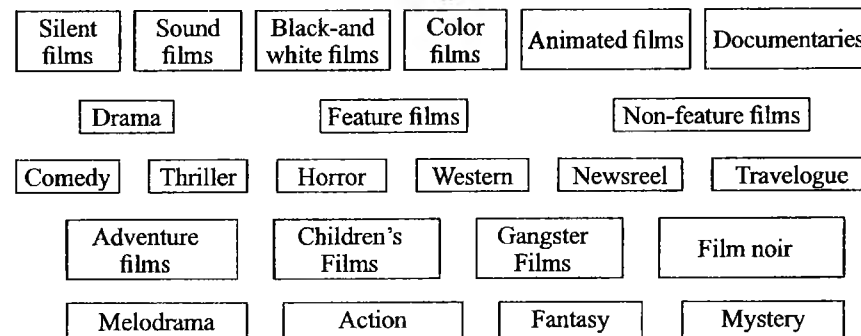 Silent films
Sound films
Black-and white films
Color films
Animated films
Documentaries
Drama
Feature films
Non-feature films
Comedy
Thriller
Horror
Western
Newsreel
Travelogue
Adventure films
Children's Films
Gangster Films
Film noir
Melodrama
Action
Fantasy
Mystery